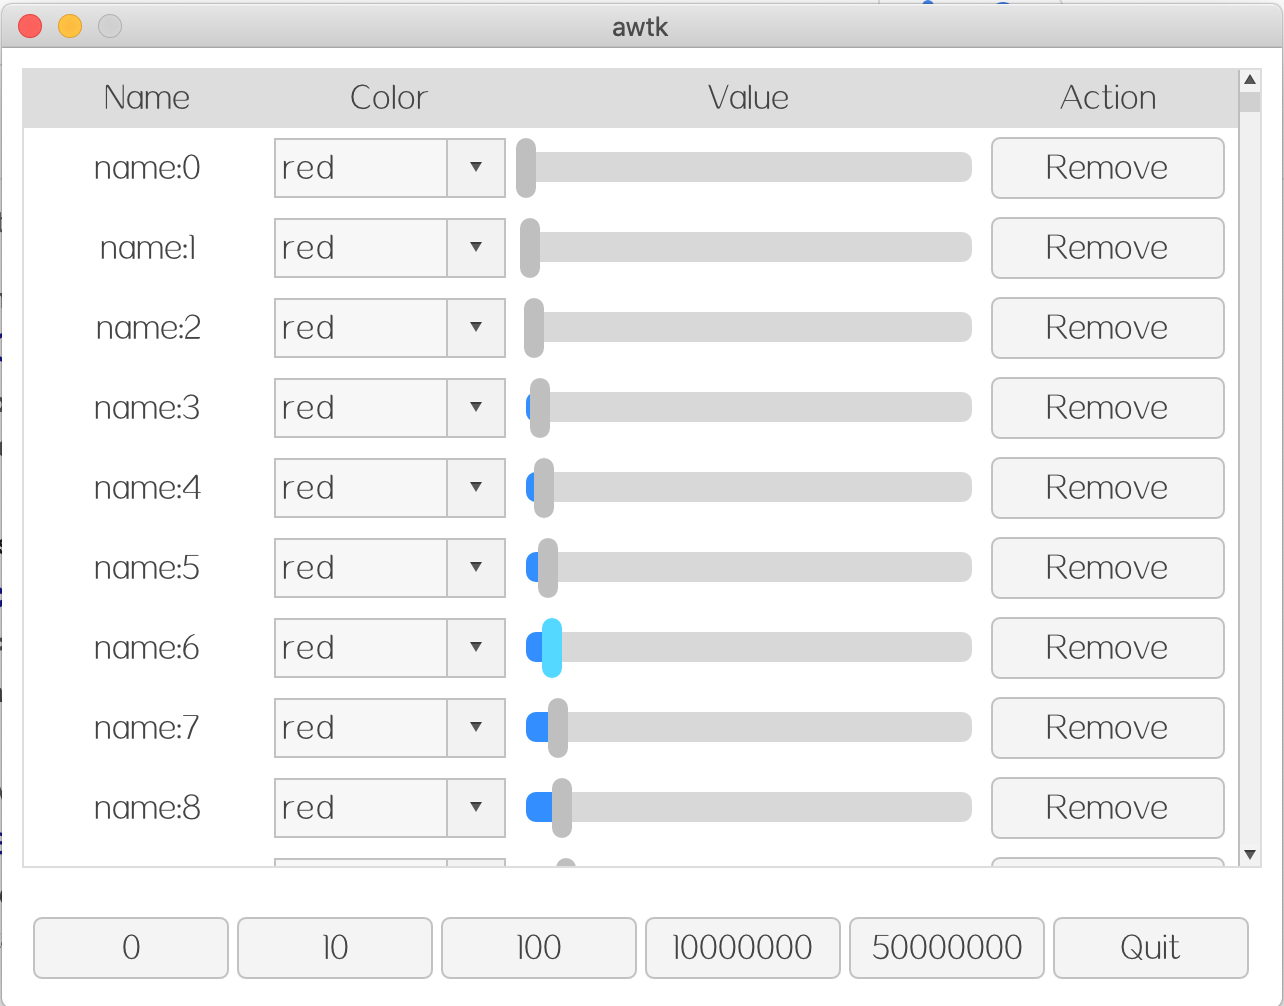 awtk
Name Color Value Action
name:0 red Remove
name:1 red Remove
name:2 red Remove
name:3 red Remove
name:4 red Remove
name:5 red Remove
name:6 red Remove
name:7 red Remove
name:8 red Remove
0 10 100 10000000 50000000 Quit